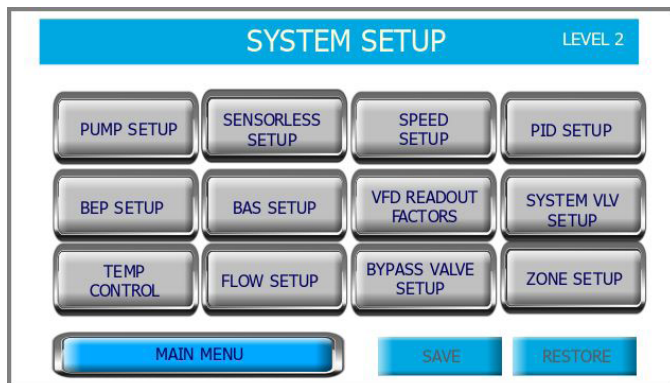 SYSTEM SETUP
LEVEL 2
PUMP SETUP
SENSORLESS
SETUP
SPEED
SETUP
PID SETUP
BEP SETUP
BAS SETUP
VFD READOUT
FACTORS
SYSTEM VLV
SETUP
TEMP
CONTROL
FLOW SETUP
BYPASS VALVE
SETUP
ZONE SETUP
MAIN MENU
SAVE
RESTORE